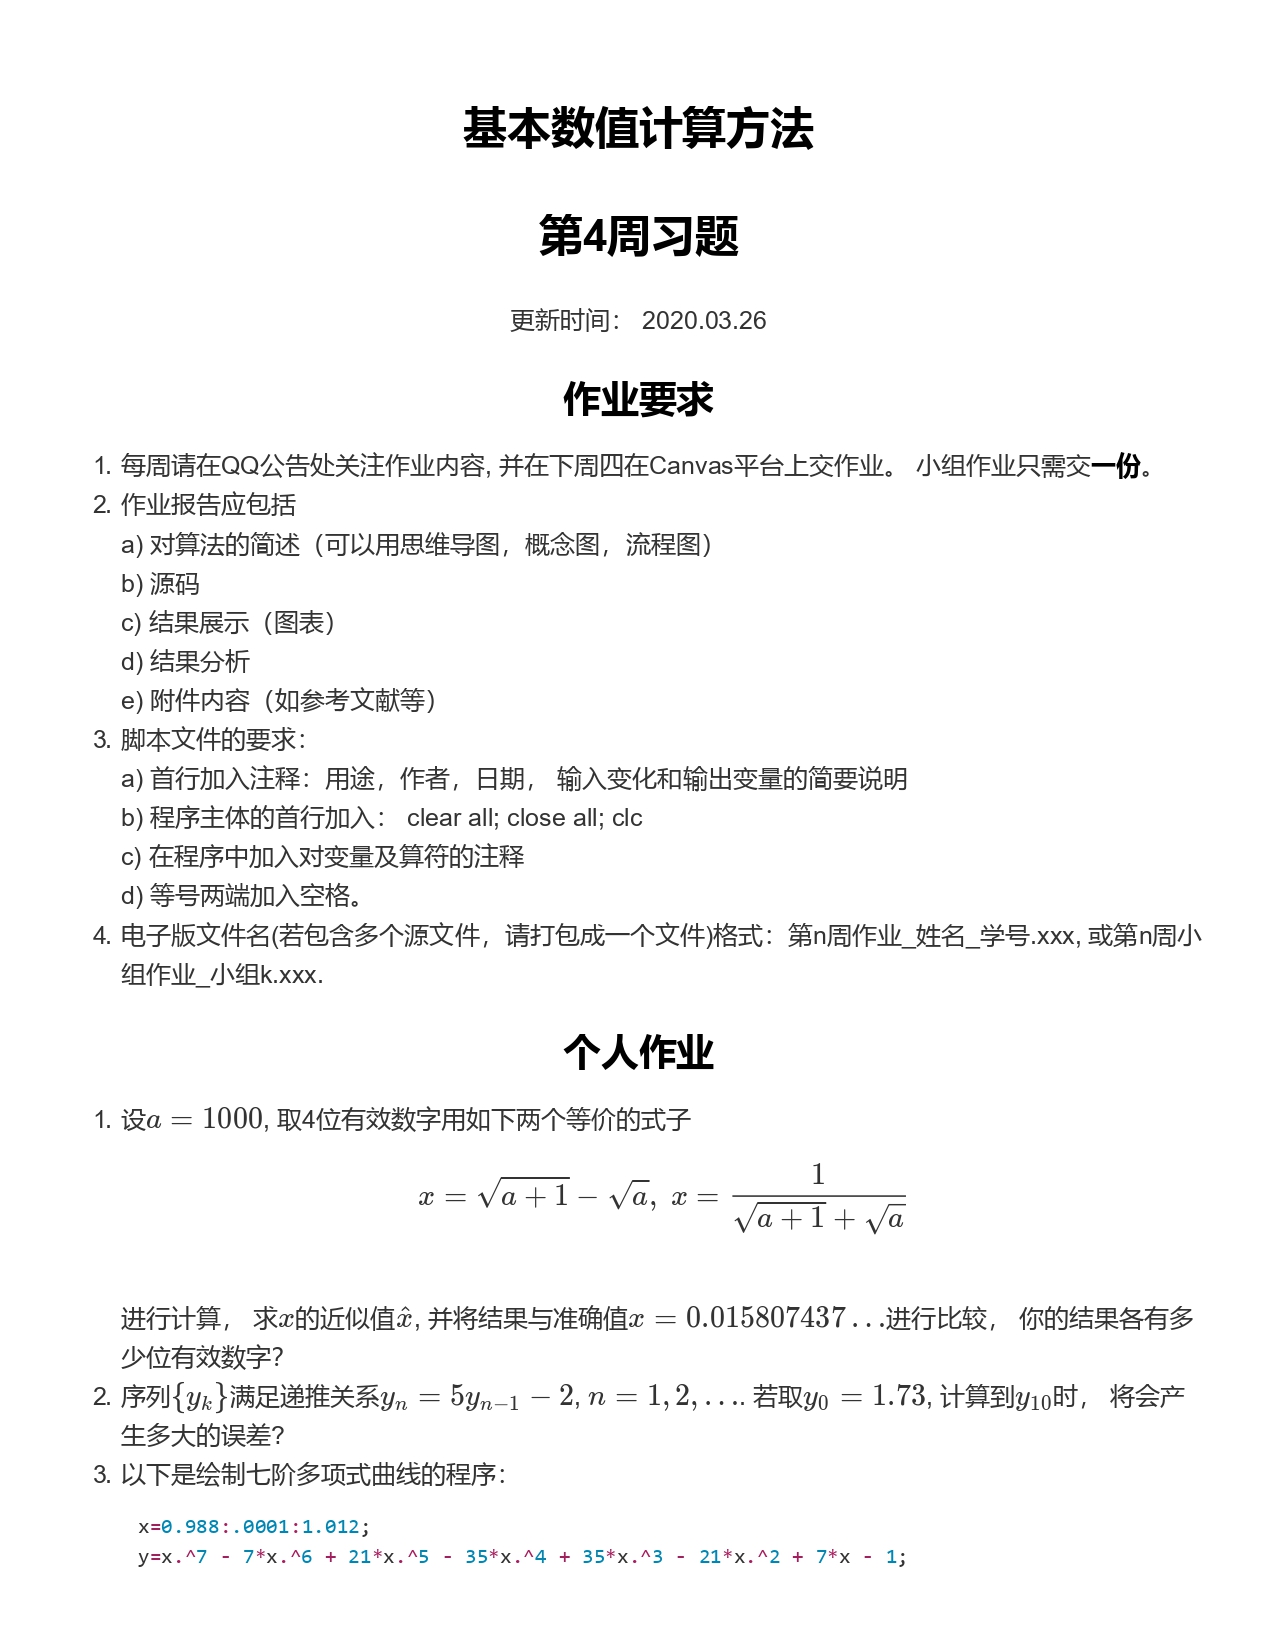 基本数值计算方法
第4周习题
更新时间： 2020.03.26
作业要求
1. 每周请在QQ公告处关注作业内容, 并在下周四在Canvas平台上交作业。 小组作业只需交一份。
2. 作业报告应包括
a) 对算法的简述（可以用思维导图，概念图，流程图）
b) 源码
c) 结果展示（图表）
d) 结果分析
e) 附件内容（如参考文献等）
3. 脚本文件的要求：
a) 首行加入注释：用途，作者，日期， 输入变化和输出变量的简要说明
b) 程序主体的首行加入： clear all; close all; clc
c) 在程序中加入对变量及算符的注释
d) 等号两端加入空格。
4. 电子版文件名(若包含多个源文件，请打包成一个文件)格式：第n周作业_姓名_学号.xxx, 或第n周小
组作业_小组k.xxx.
个人作业
1. 设$a = 1000$, 取4位有效数字用如下两个等价的式子
$x = \sqrt{a+1} - \sqrt{a},\ x = \frac{1}{\sqrt{a+1} + \sqrt{a}}$
进行计算， 求$x$的近似值$\hat{x}$, 并将结果与准确值$x = 0.015807437\ldots$进行比较， 你的结果各有多
少位有效数字？
2. 序列$\{y_k\}$满足递推关系$y_n = 5y_{n-1} - 2$, $n = 1, 2, \ldots$. 若取$y_0 = 1.73$, 计算到$y_{10}$时， 将会产
生多大的误差？
3. 以下是绘制七阶多项式曲线的程序：
x=0.988:.0001:1.012;
y=x.^7 - 7*x.^6 + 21*x.^5 - 35*x.^4 + 35*x.^3 - 21*x.^2 + 7*x - 1;